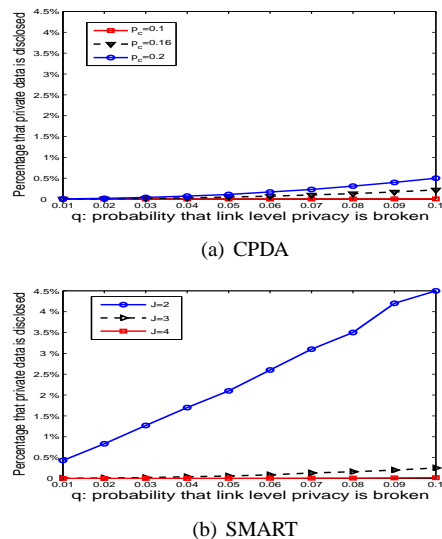 4.5%
4%
3.5%
3 %
2.5%
2%
1.5%
1%
0.5%
0
Percentage that private data is disclosed
p_c=0.1
p_c=0.16
p_c=0.2
0.01 0.02 0.03 0.04 0.05 0.06 0.07 0.08 0.09 0.1
q: probability that link level privacy is broken
(a) CPDA
4.5%
4%
3.5%
3 %
2.5%
2%
1.5%
1%
0.5%
0
Percentage that private data is disclosed
J=2
J=3
J=4
0.01 0.02 0.03 0.04 0.05 0.06 0.07 0.08 0.09 0.1
q: probability that link level privacy is broken
(b) SMART